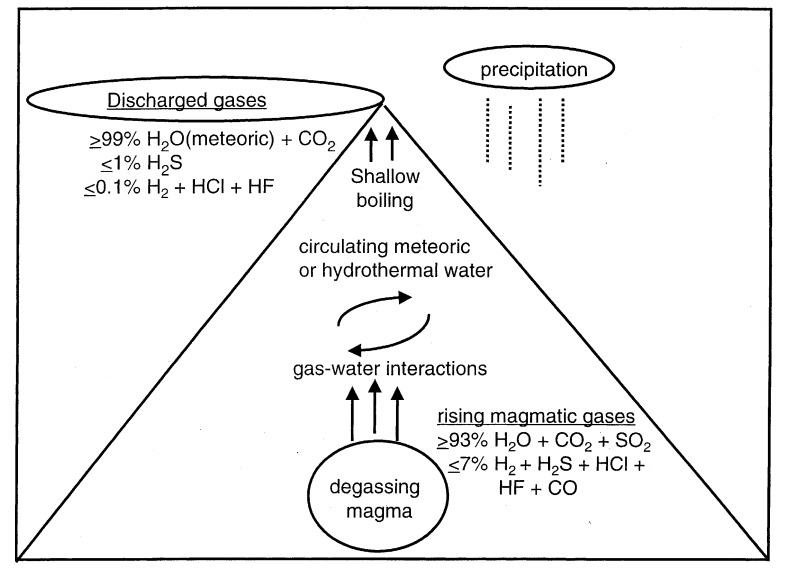 precipitation
Discharged gases
≥99% H₂O(meteoric) + CO₂
≤1% H₂S
≤0.1% H₂ + HCl + HF
Shallow
boiling
circulating meteoric
or hydrothermal water
gas-water interactions
rising magmatic gases
≥93% H₂O + CO₂ + SO₂
≤7% H₂ + H₂S + HCl +
HF + CO
degassing
magma